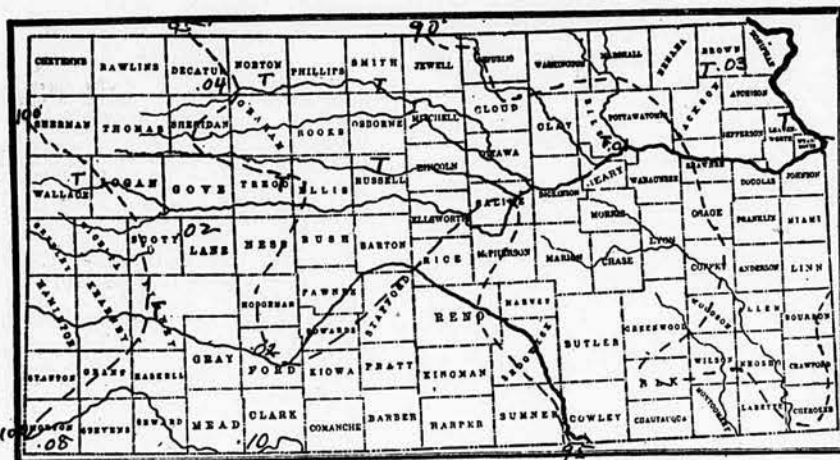 95° 90°
CHEYENNE RAWLINS DECATUR NORTON PHILLIPS SMITH JEWELL REPUBLIC WASHINGTON MARSHALL NEMAHA BROWN DONIPHAN
.04 T T T .03
ATCHISON
100 SHERMAN THOMAS SHERIDAN GRAHAM ROOKS OSBORNE MITCHELL CLOUD CLAY RILEY POTTAWATOMIE JACKSON JEFFERSON LEAVENWORTH
T
WALLACE LOGAN GOVE TREGO ELLIS RUSSELL LINCOLN OTTAWA DICKINSON GEARY WABAUNSEE SHAWNEE DOUGLAS JOHNSON
T T T
GREELEY WICHITA SCOTT LANE NESS RUSH BARTON ELLSWORTH SALINE MORRIS OSAGE FRANKLIN MIAMI
.02
RICE McPHERSON MARION CHASE LYON COFFEY ANDERSON LINN
HAMILTON KEARNY HODGEMAN PAWNEE STAFFORD RENO HARVEY WOODSON ALLEN BOURBON
EDWARDS
STANTON GRANT HASKELL GRAY FORD KIOWA PRATT KINGMAN SEDGWICK BUTLER GREENWOOD ELK WILSON NEOSHO CRAWFORD
MORTON STEVENS SEWARD MEAD CLARK COMANCHE BARBER HARPER SUMNER COWLEY CHAUTAUQUA MONTGOMERY LABETTE CHEROKEE
.08 .10
95